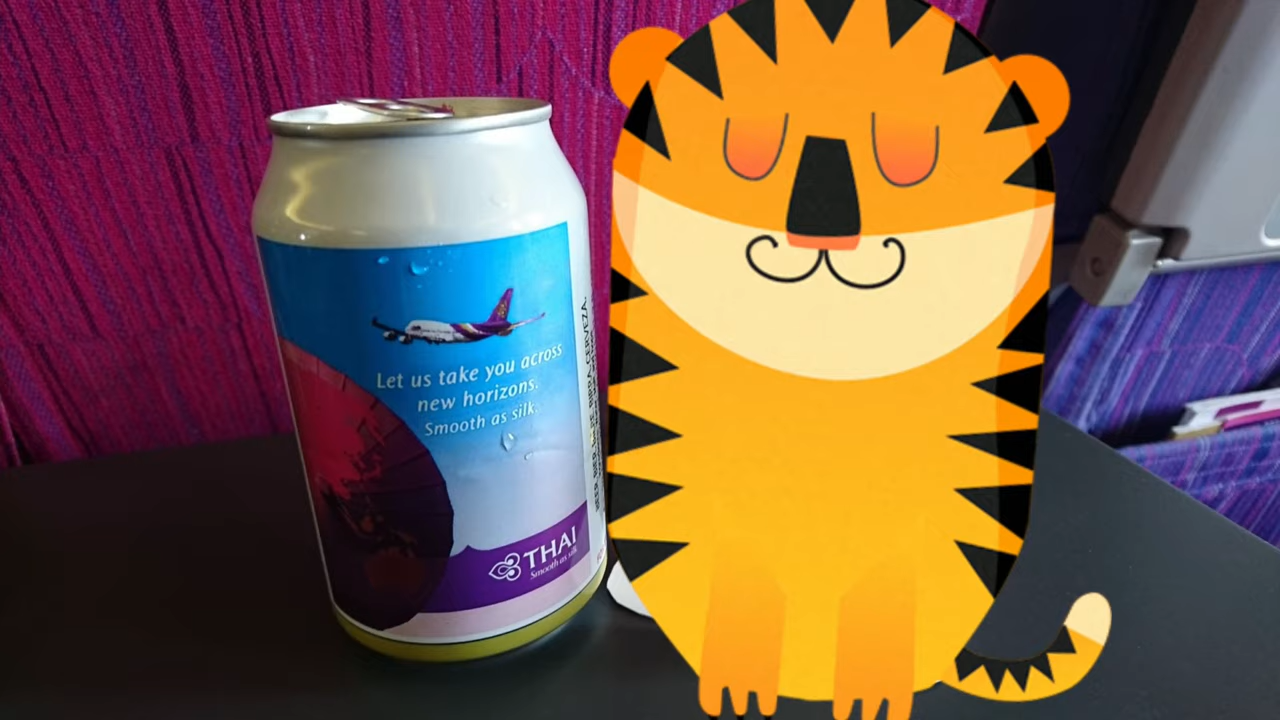 Let us take you across
new horizons.
Smooth as silk.
THAI
Smooth as silk